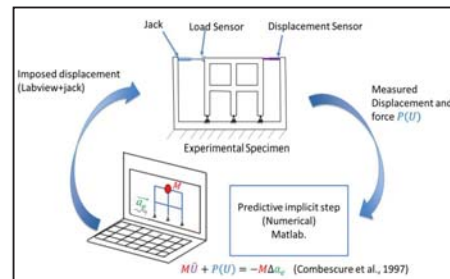 Jack
Load Sensor
Displacement Sensor
Imposed displacement
(Labview+jack)
Measured
Displacement and
force P(U)
Experimental Specimen
M
Predictive implicit step
(Numerical)
Matlab.
MÜ + P(U) = −MΔa_g (Combescure et al., 1997)